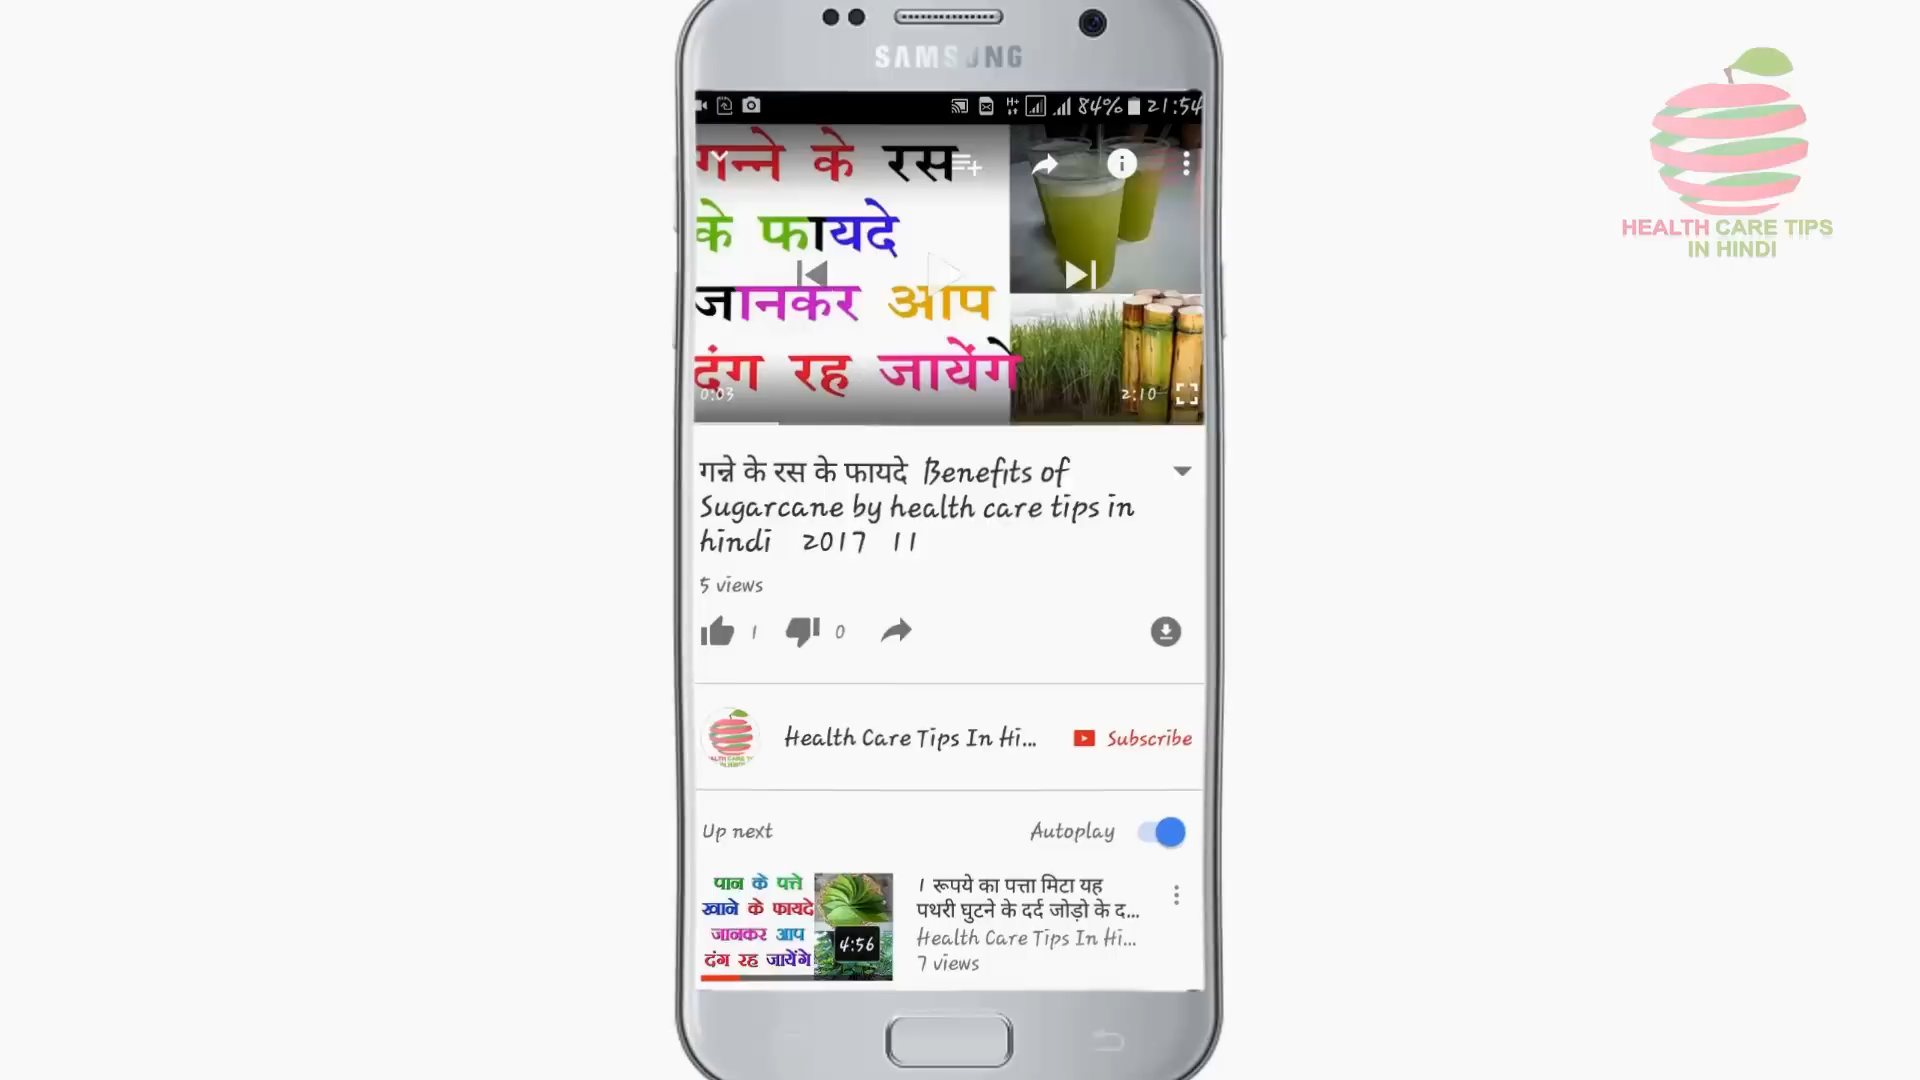 SAMSUNG
84% 21:54
गन्ने के रस
के फायदे
जानकर आप
दंग रह जायेंगे
0:03
2:10
गन्ने के रस के फायदे Benefits of
Sugarcane by health care tips in
hindi 2017 11
5 views
1 0
Health Care Tips In Hi... Subscribe
Up next Autoplay
पान के पत्ते
खाने के फायदे
जानकर आप
दंग रह जायेंगे
4:56
1 रूपये का पत्ता मिटा यह
पथरी घुटने के दर्द जोड़ो के द...
Health Care Tips In Hi...
7 views
HEALTH CARE TIPS
IN HINDI